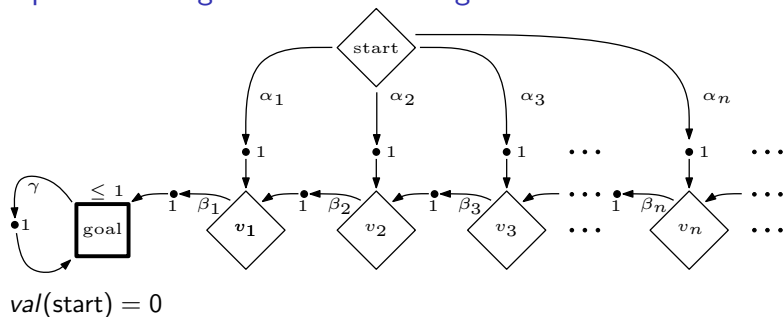 start
α1 α2 α3 αn
1 1 1 ··· 1 ···
γ ≤ 1
1 goal 1 β1 v1 1 β2 v2 1 β3 v3 ··· 1 βn vn ···
···
val(start) = 0